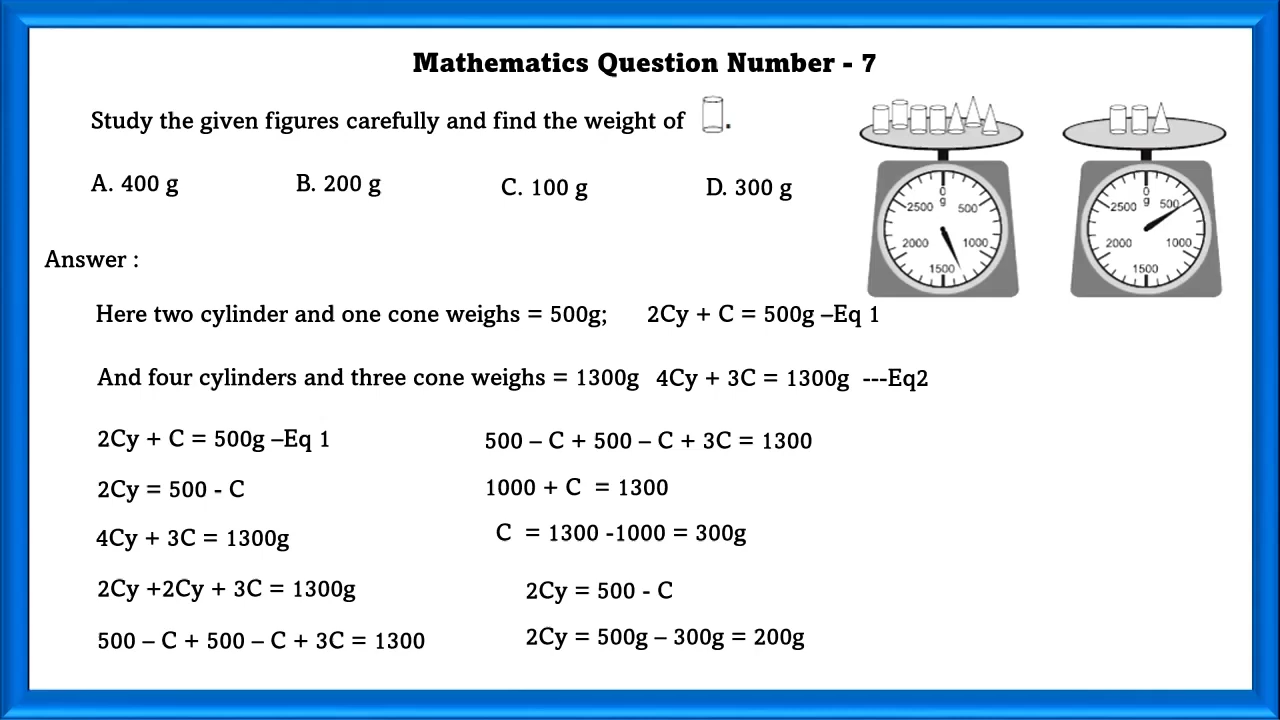 Mathematics Question Number - 7
Study the given figures carefully and find the weight of .
A. 400 g B. 200 g C. 100 g D. 300 g
0
g
500
1000
1500
2000
2500
0
g
500
1000
1500
2000
2500
Answer :
Here two cylinder and one cone weighs = 500g; 2Cy + C = 500g –Eq 1
And four cylinders and three cone weighs = 1300g 4Cy + 3C = 1300g ---Eq2
2Cy + C = 500g –Eq 1
2Cy = 500 - C
4Cy + 3C = 1300g
2Cy +2Cy + 3C = 1300g
500 – C + 500 – C + 3C = 1300
500 – C + 500 – C + 3C = 1300
1000 + C = 1300
C = 1300 -1000 = 300g
2Cy = 500 - C
2Cy = 500g – 300g = 200g